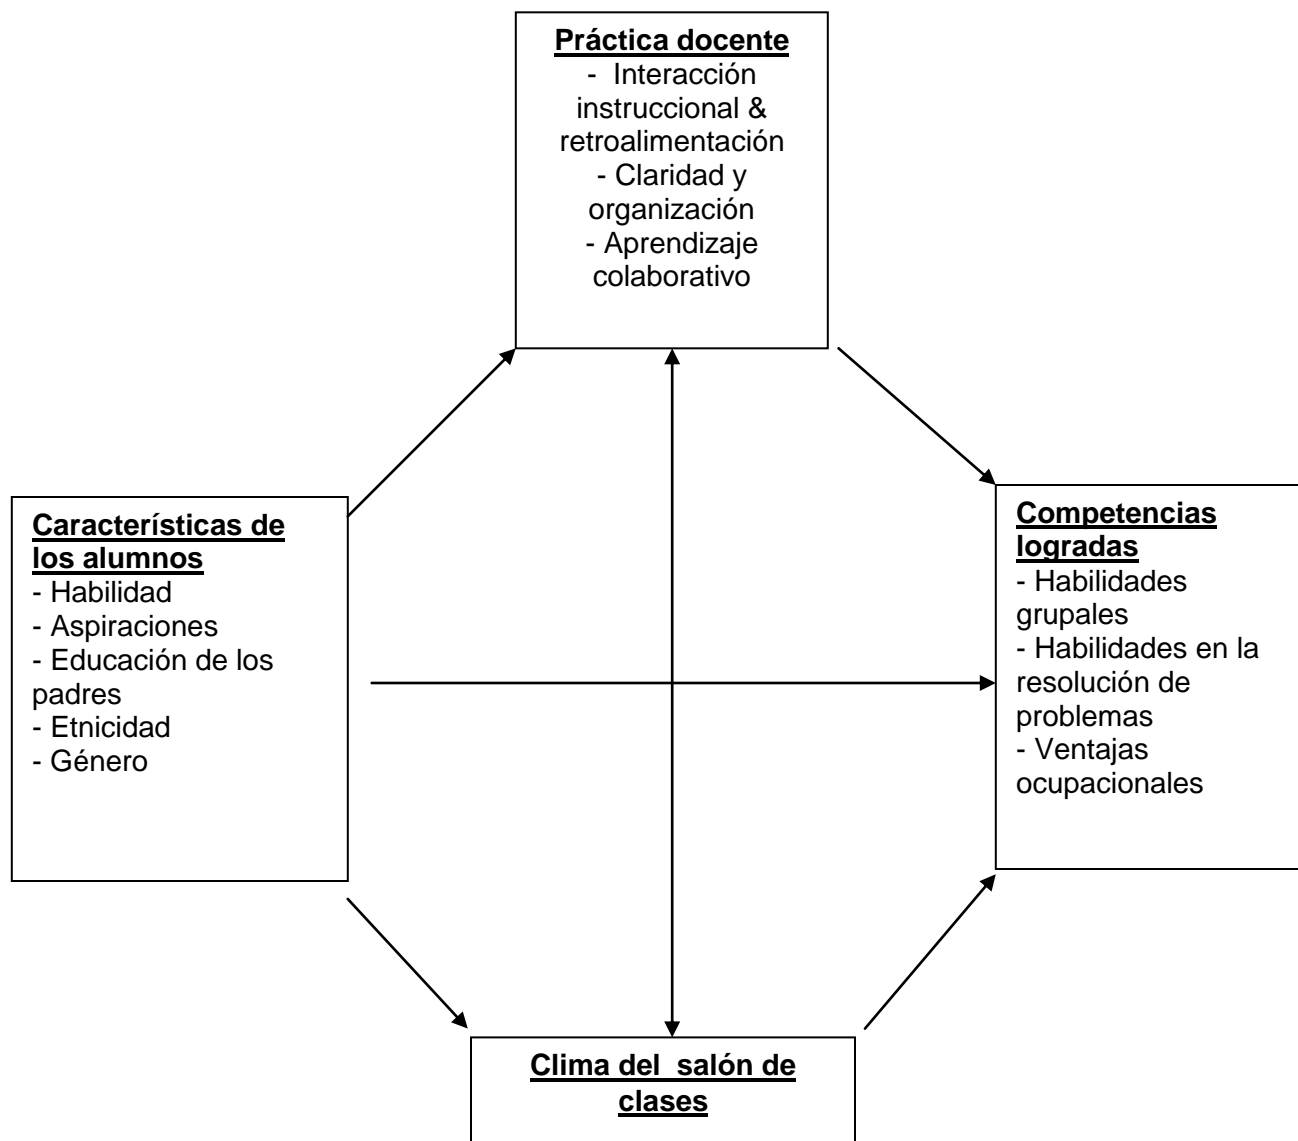 Práctica docente
- Interacción
instruccional &
retroalimentación
- Claridad y
organización
- Aprendizaje
colaborativo
Características de
los alumnos
- Habilidad
- Aspiraciones
- Educación de los
padres
- Etnicidad
- Género
Competencias
logradas
- Habilidades
grupales
- Habilidades en la
resolución de
problemas
- Ventajas
ocupacionales
Clima del salón de
clases